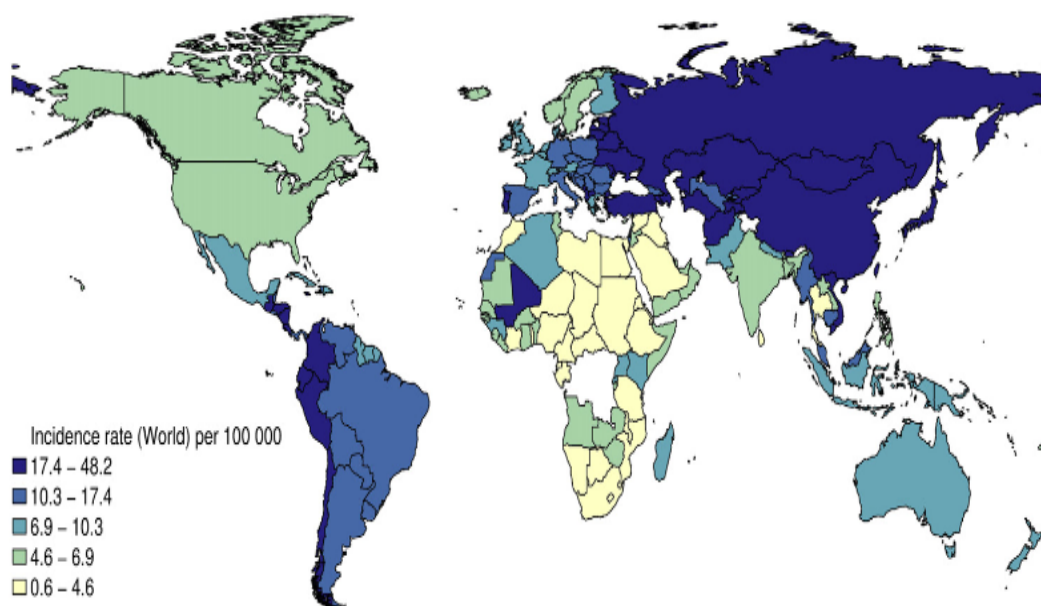 Incidence rate (World) per 100 000
17.4 – 48.2
10.3 – 17.4
6.9 – 10.3
4.6 – 6.9
0.6 – 4.6